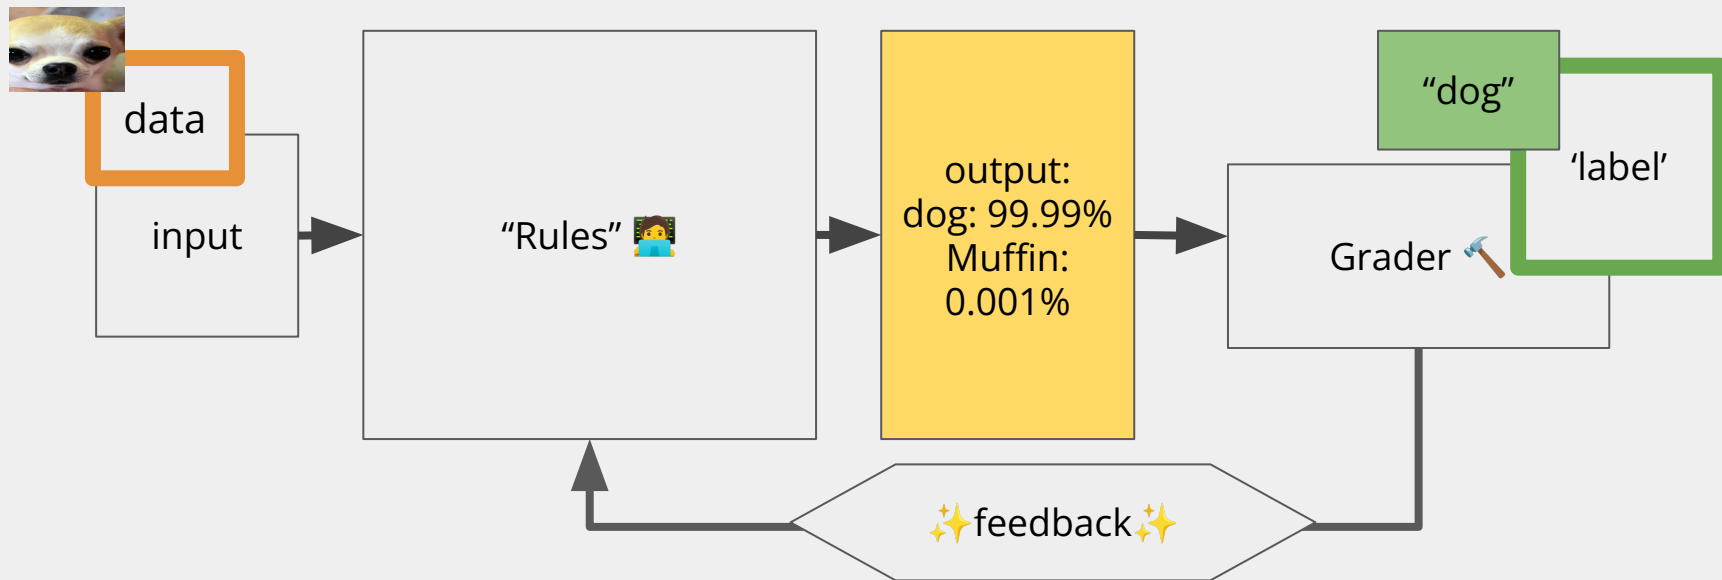 data
input
“Rules” 🧑‍💻
output:
dog: 99.99%
Muffin:
0.001%
“dog”
‘label’
Grader 🔨
✨feedback✨